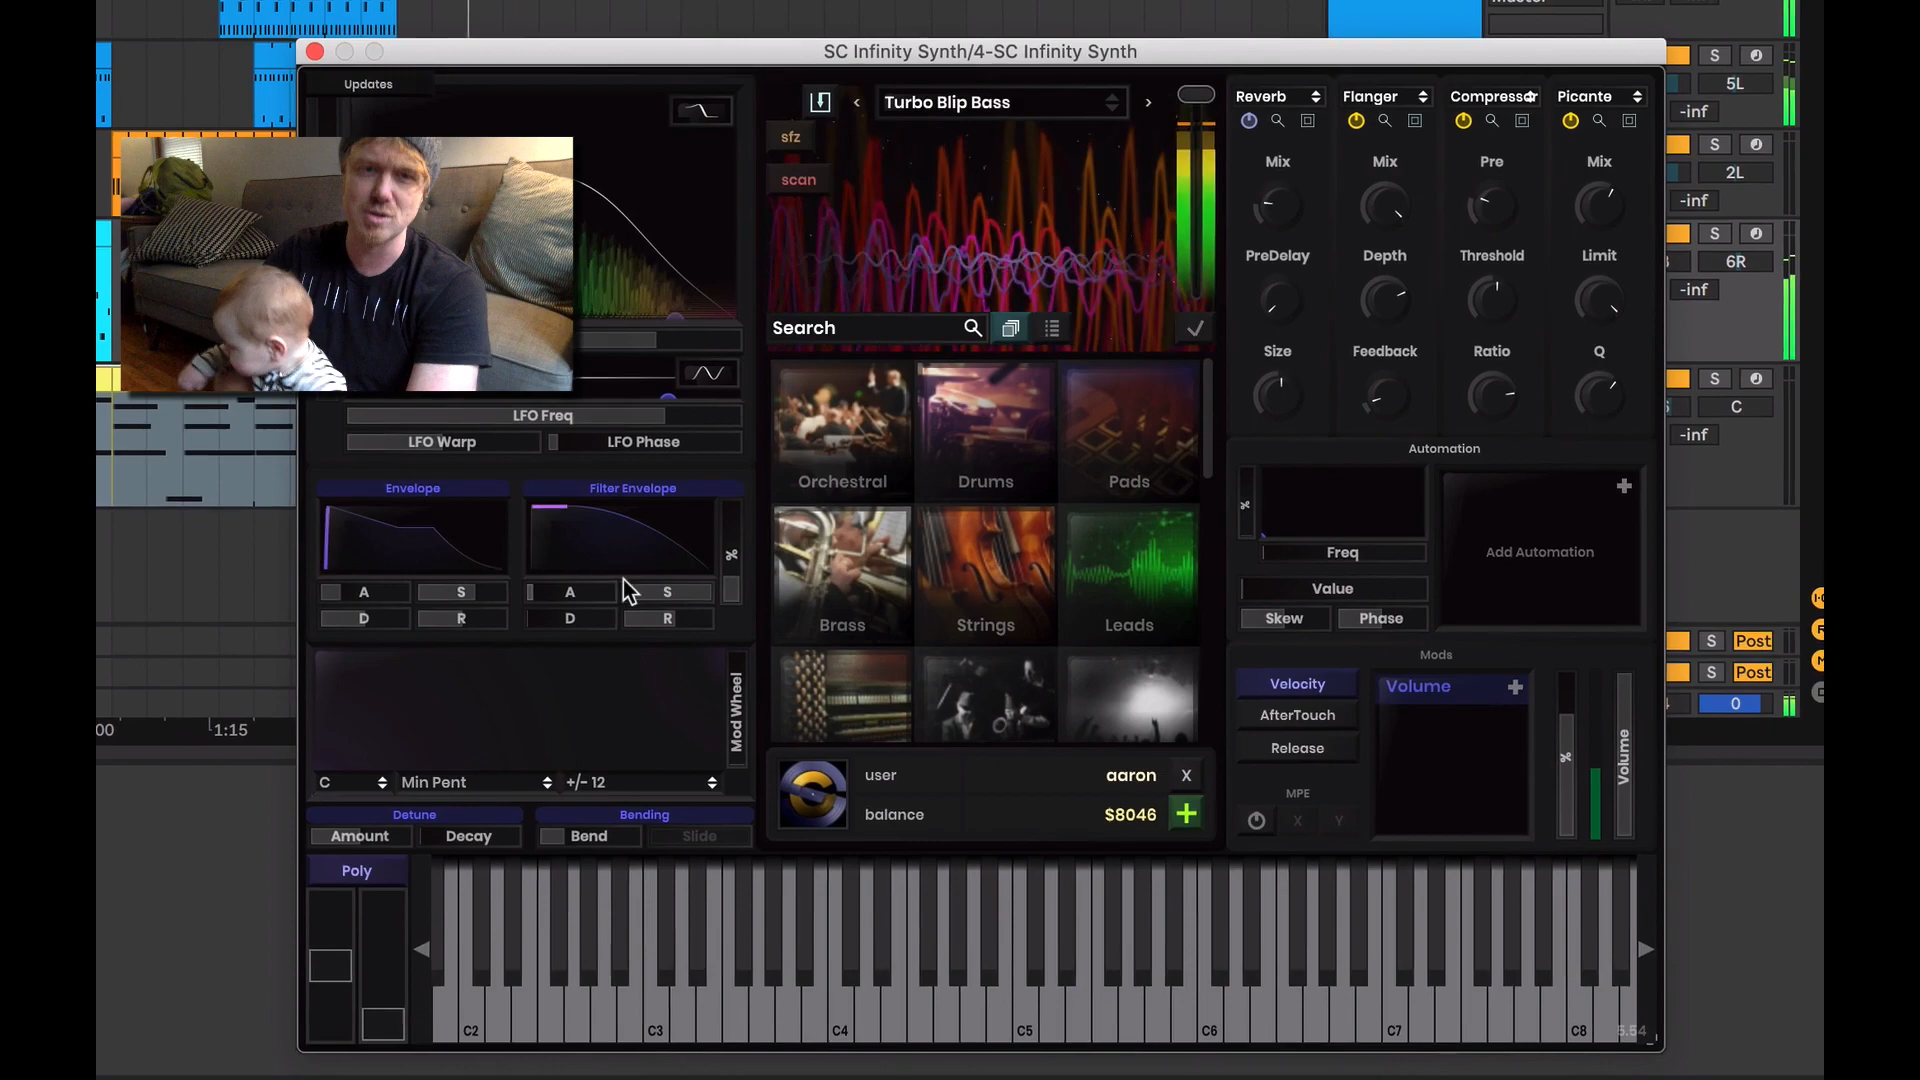 SC Infinity Synth/4-SC Infinity Synth
Updates
Turbo Blip Bass
sfz
scan
Search
LFO Freq
LFO Warp
LFO Phase
Envelope
Filter Envelope
A
S
A
S
%
D
R
D
R
Mod Wheel
C
Min Pent
+/- 12
Detune
Bending
Amount
Decay
Bend
Slide
Poly
Orchestral
Drums
Pads
Brass
Strings
Leads
user
aaron
X
balance
$8046
+
Reverb
Flanger
Compressor
Picante
Mix
Mix
Pre
Mix
PreDelay
Depth
Threshold
Limit
Size
Feedback
Ratio
Q
Automation
%
Freq
Value
Skew
Phase
Add Automation
+
Mods
Velocity
AfterTouch
Release
MPE
X
Y
Volume
+
%
Volume
C2
C3
C4
C5
C6
C7
C8
5.54
S
5L
-inf
S
2L
-inf
S
6R
-inf
S
C
-inf
S
Post
S
Post
0
1:15